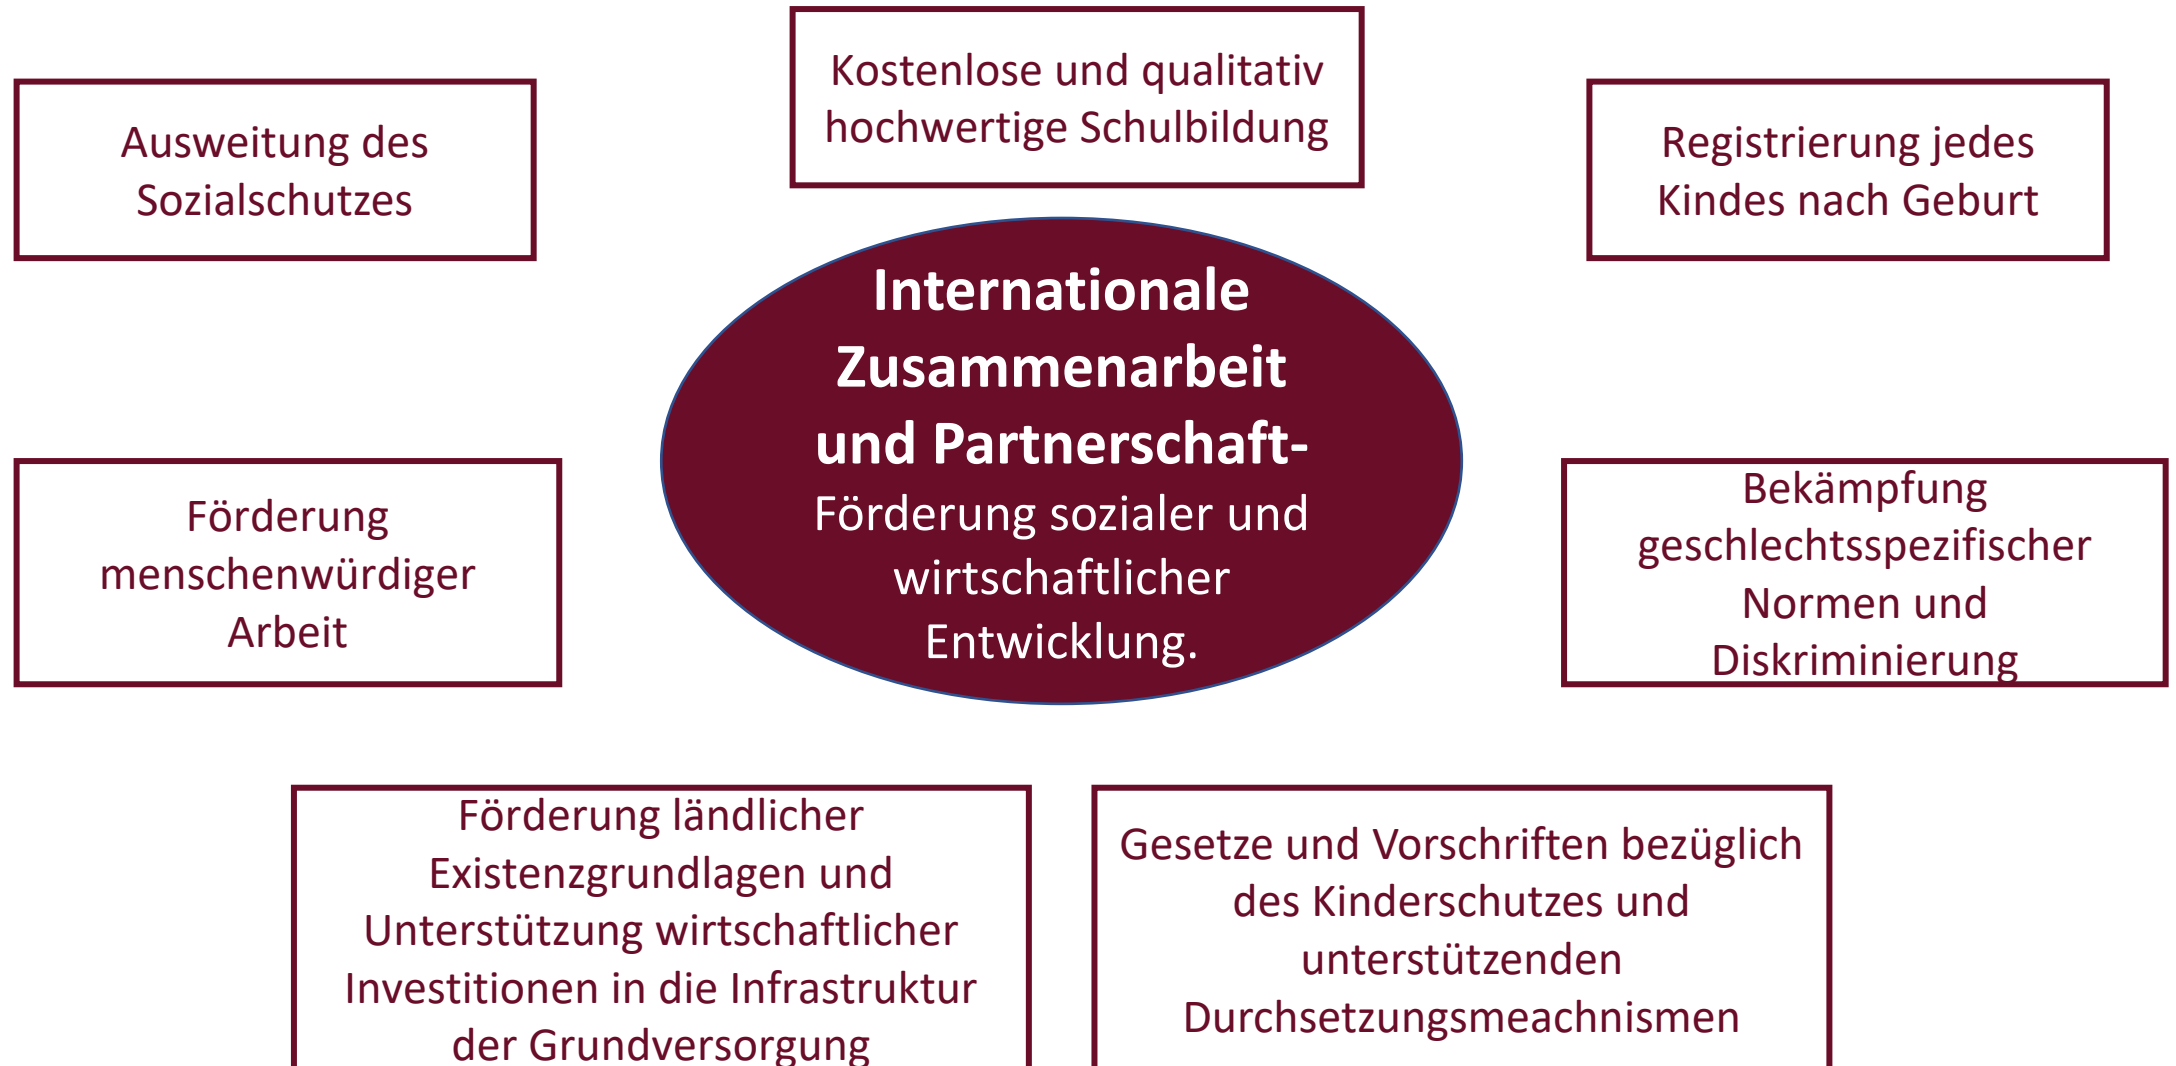 Kostenlose und qualitativ
hochwertige Schulbildung
Ausweitung des
Sozialschutzes
Registrierung jedes
Kindes nach Geburt
Internationale
Zusammenarbeit
und Partnerschaft-
Förderung sozialer und
wirtschaftlicher
Entwicklung.
Förderung
menschenwürdiger
Arbeit
Bekämpfung
geschlechtsspezifischer
Normen und
Diskriminierung
Förderung ländlicher
Existenzgrundlagen und
Unterstützung wirtschaftlicher
Investitionen in die Infrastruktur
der Grundversorgung
Gesetze und Vorschriften bezüglich
des Kinderschutzes und
unterstützenden
Durchsetzungsmeachnismen